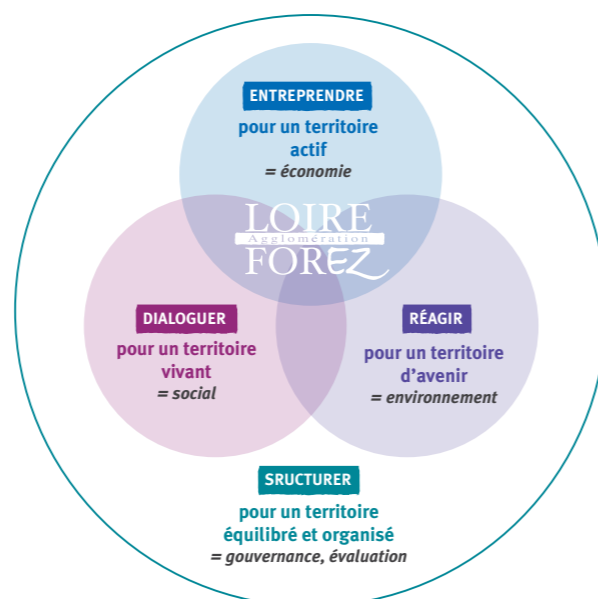 ENTREPRENDRE
pour un territoire
actif
= économie
LOIRE
Agglomération
FOREZ
DIALOGUER
pour un territoire
vivant
= social
RÉAGIR
pour un territoire
d’avenir
= environnement
SRUCTURER
pour un territoire
équilibré et organisé
= gouvernance, évaluation